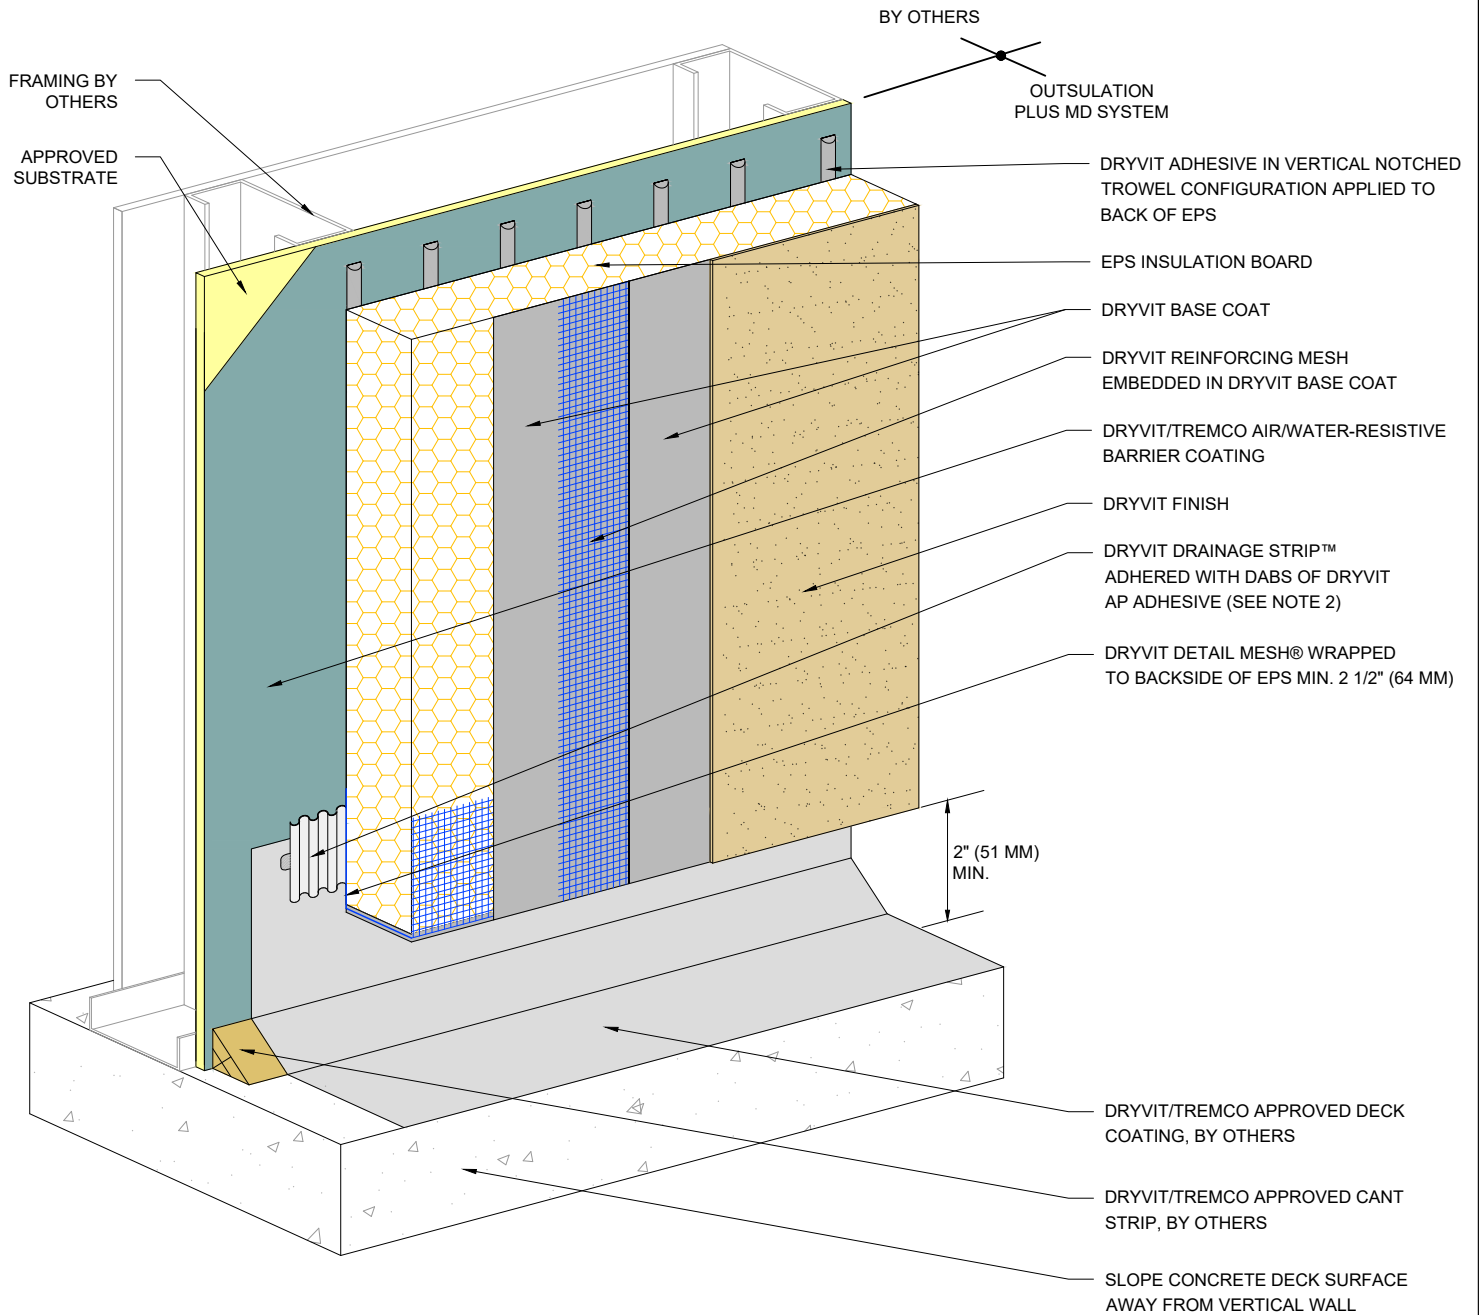 BY OTHERS
OUTSULATION
PLUS MD SYSTEM
FRAMING BY
OTHERS
APPROVED
SUBSTRATE
DRYVIT ADHESIVE IN VERTICAL NOTCHED
TROWEL CONFIGURATION APPLIED TO
BACK OF EPS
EPS INSULATION BOARD
DRYVIT BASE COAT
DRYVIT REINFORCING MESH
EMBEDDED IN DRYVIT BASE COAT
DRYVIT/TREMCO AIR/WATER-RESISTIVE
BARRIER COATING
DRYVIT FINISH
DRYVIT DRAINAGE STRIP™
ADHERED WITH DABS OF DRYVIT
AP ADHESIVE (SEE NOTE 2)
DRYVIT DETAIL MESH® WRAPPED
TO BACKSIDE OF EPS MIN. 2 1/2" (64 MM)
2" (51 MM)
MIN.
DRYVIT/TREMCO APPROVED DECK
COATING, BY OTHERS
DRYVIT/TREMCO APPROVED CANT
STRIP, BY OTHERS
SLOPE CONCRETE DECK SURFACE
AWAY FROM VERTICAL WALL